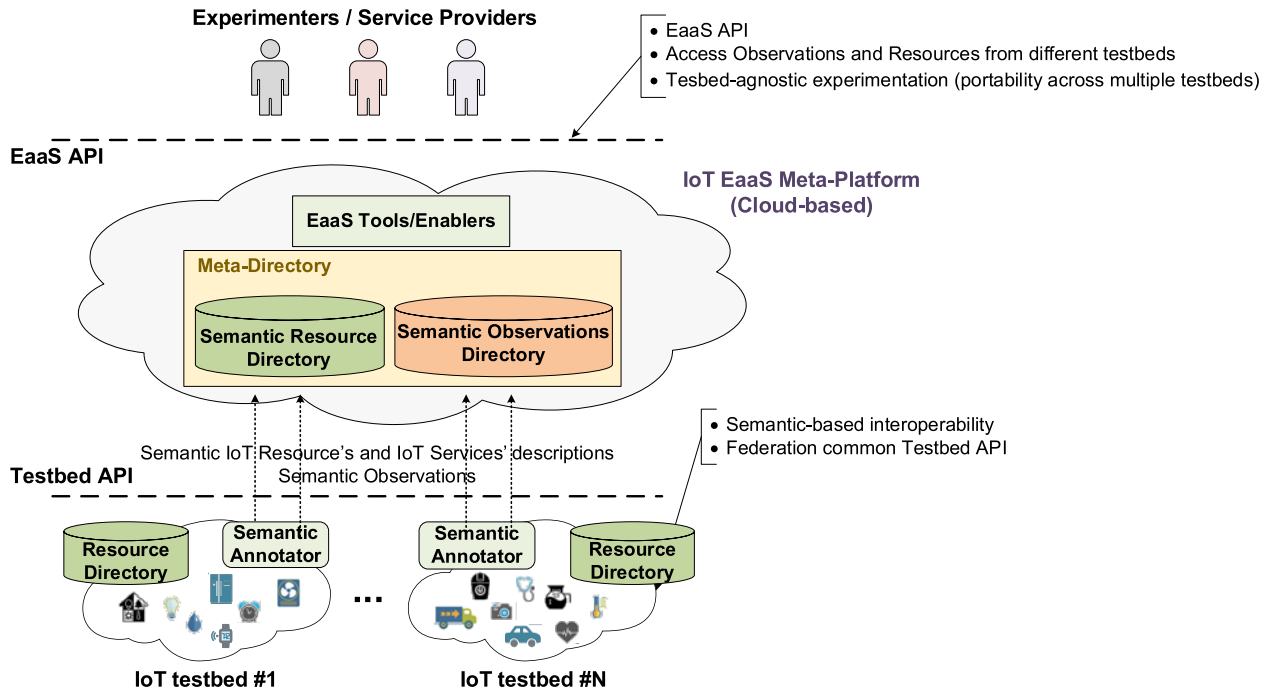 Experimenters / Service Providers
• EaaS API
• Access Observations and Resources from different testbeds
• Tesbed-agnostic experimentation (portability across multiple testbeds)
EaaS API
IoT EaaS Meta-Platform
(Cloud-based)
EaaS Tools/Enablers
Meta-Directory
Semantic Resource
Directory
Semantic Observations
Directory
• Semantic-based interoperability
• Federation common Testbed API
Semantic IoT Resource’s and IoT Services’ descriptions
Semantic Observations
Testbed API
Resource
Directory
Semantic
Annotator
Semantic
Annotator
Resource
Directory
...
IoT testbed #1
IoT testbed #N